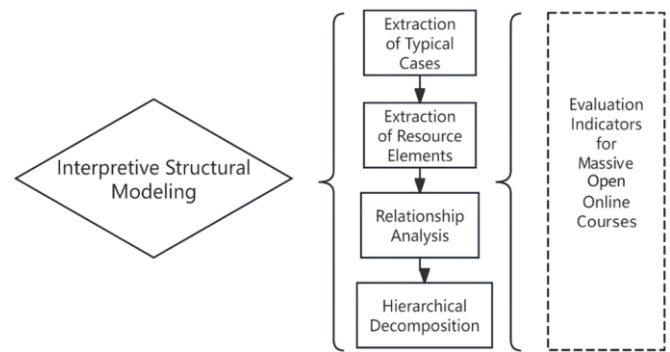 Interpretive Structural
Modeling
Extraction
of Typical
Cases
Extraction
of Resource
Elements
Relationship
Analysis
Hierarchical
Decomposition
Evaluation
Indicators
for
Massive
Open
Online
Courses